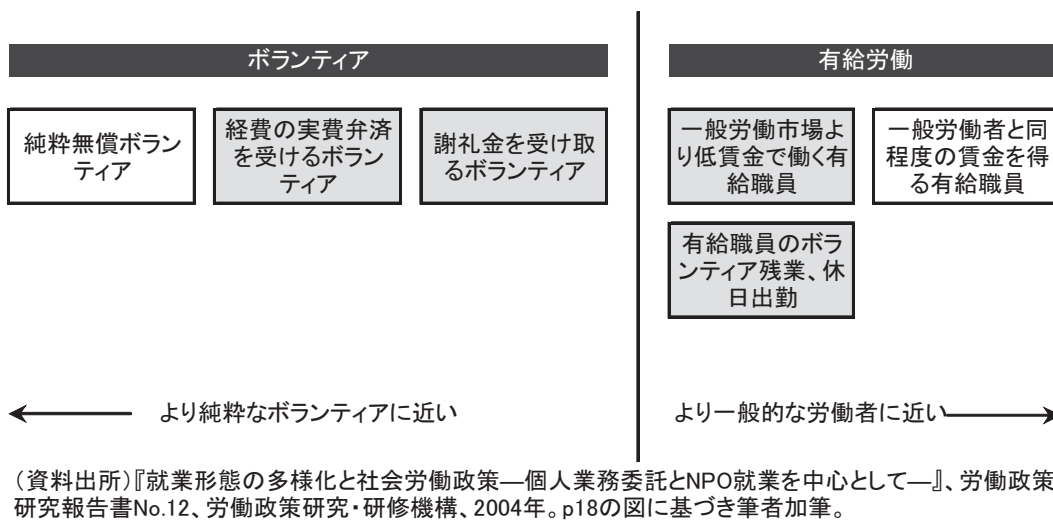 ボランティア
有給労働
純粋無償ボラン
ティア
経費の実費弁済
を受けるボラン
ティア
謝礼金を受け取
るボランティア
一般労働市場よ
り低賃金で働く有
給職員
一般労働者と同
程度の賃金を得
る有給職員
有給職員のボラ
ンティア残業、休
日出勤
より純粋なボランティアに近い
より一般的な労働者に近い
（資料出所）『就業形態の多様化と社会労働政策―個人業務委託とNPO就業を中心として―』、労働政策
研究報告書No.12、労働政策研究・研修機構、2004年。p18の図に基づき筆者加筆。